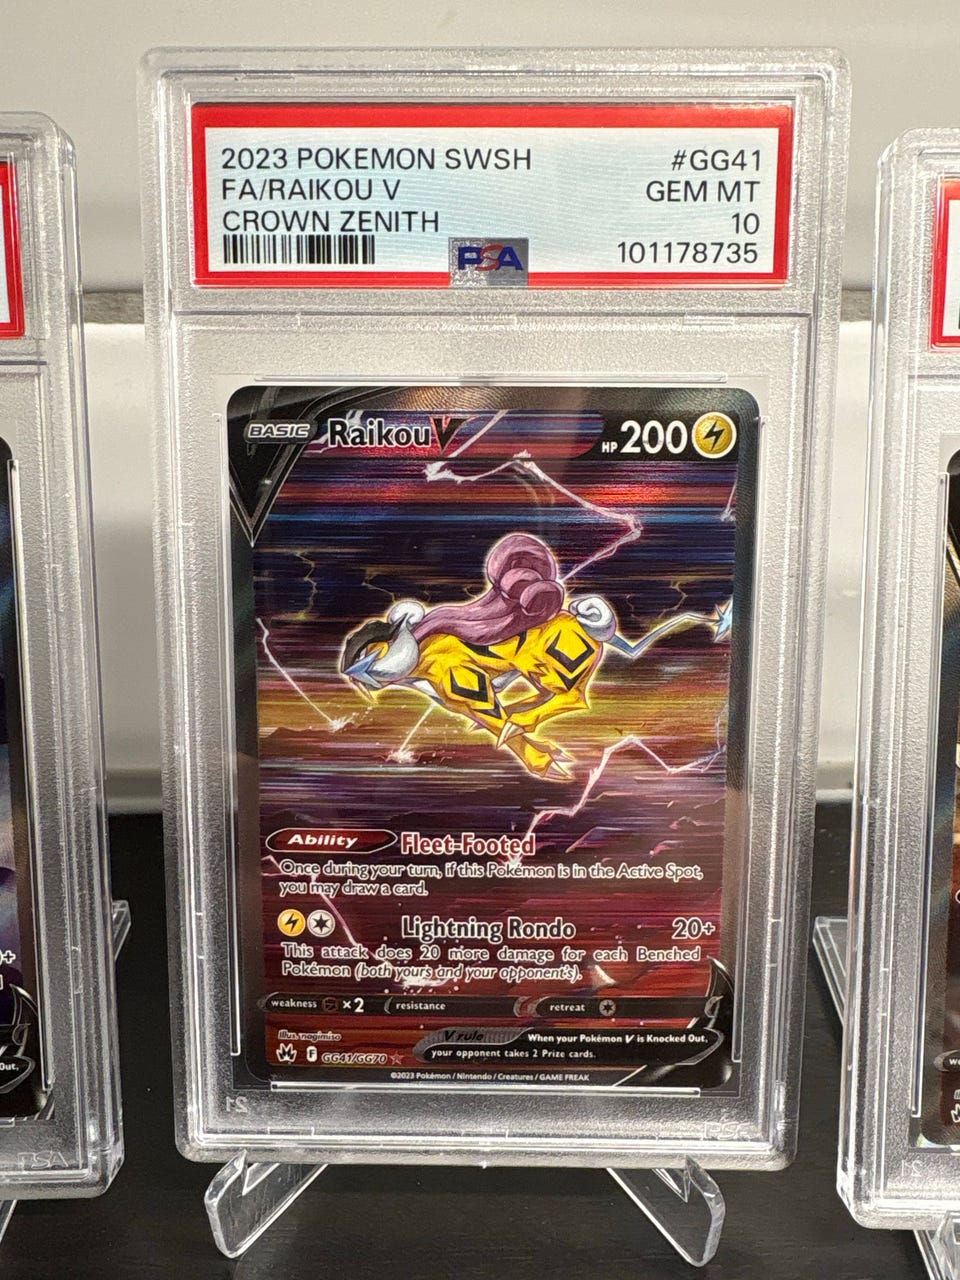 2023 POKEMON SWSH #GG41
FA/RAIKOU V GEM MT
CROWN ZENITH 10
PSA 101178735
BASIC Raikou V HP 200
Ability Fleet-Footed
Once during your turn, if this Pokémon is in the Active Spot,
you may draw a card.
Lightning Rondo 20+
This attack does 20 more damage for each Benched
Pokémon (both yours and your opponent's).
weakness ×2 resistance retreat
Illus. nagimiso
V rule When your Pokémon V is Knocked Out,
F GG41/GG70 your opponent takes 2 Prize cards.
©2023 Pokémon / Nintendo / Creatures / GAME FREAK